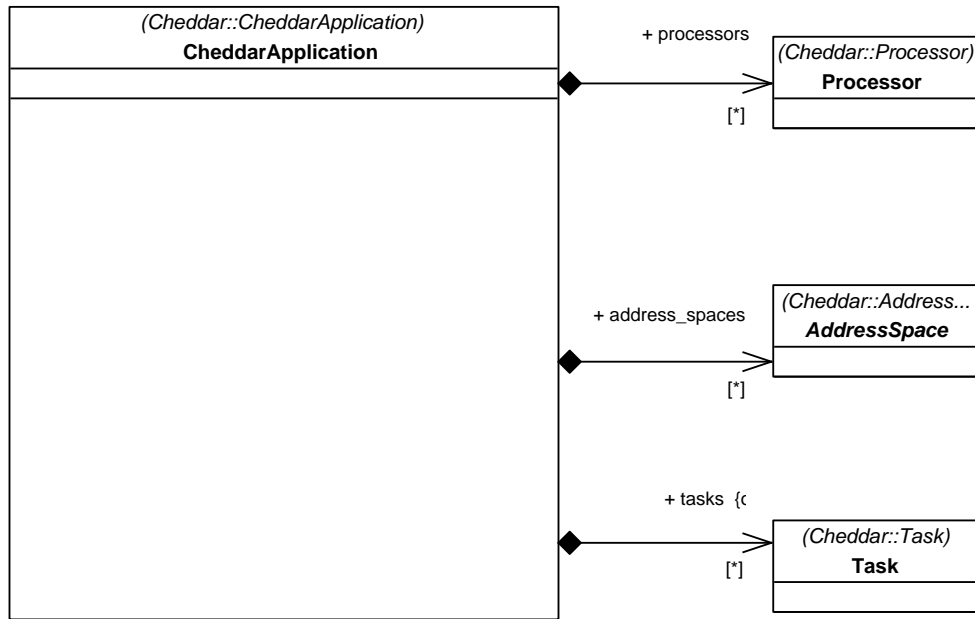 (Cheddar::CheddarApplication)
CheddarApplication
+ processors
[*]
(Cheddar::Processor)
Processor
+ address_spaces
[*]
(Cheddar::Address...
AddressSpace
+ tasks {c
[*]
(Cheddar::Task)
Task